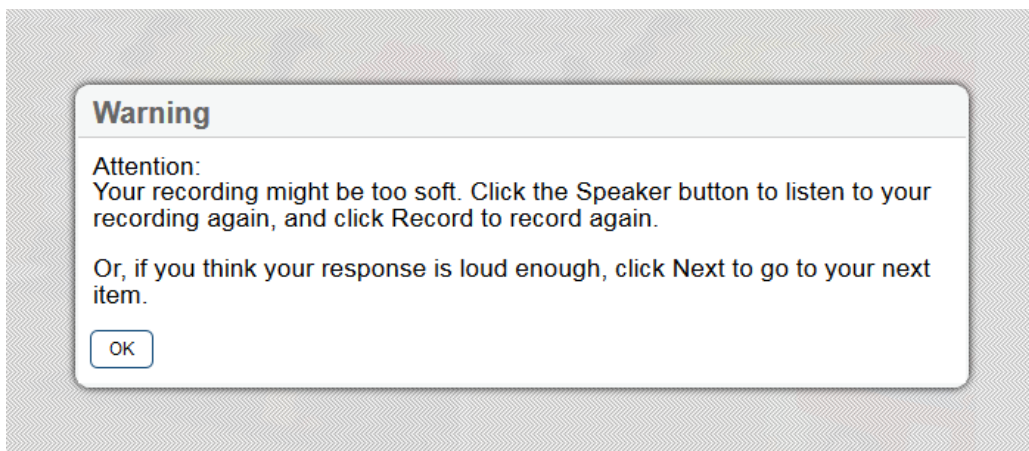 Warning
Attention:
Your recording might be too soft. Click the Speaker button to listen to your
recording again, and click Record to record again.
Or, if you think your response is loud enough, click Next to go to your next
item.
OK